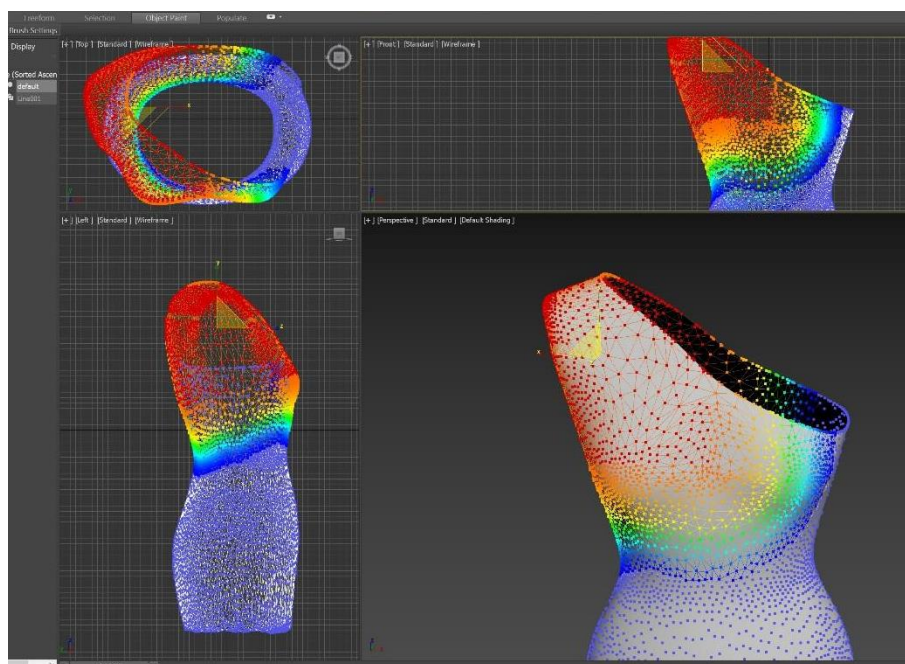 Freeform Selection Object Paint Populate
Brush Settings
Display
[+] [Top] [Standard] [Wireframe]
[+] [Front] [Standard] [Wireframe]
(Sorted Ascen
default
Line001
[+] [Left] [Standard] [Wireframe]
[+] [Perspective] [Standard] [Default Shading]